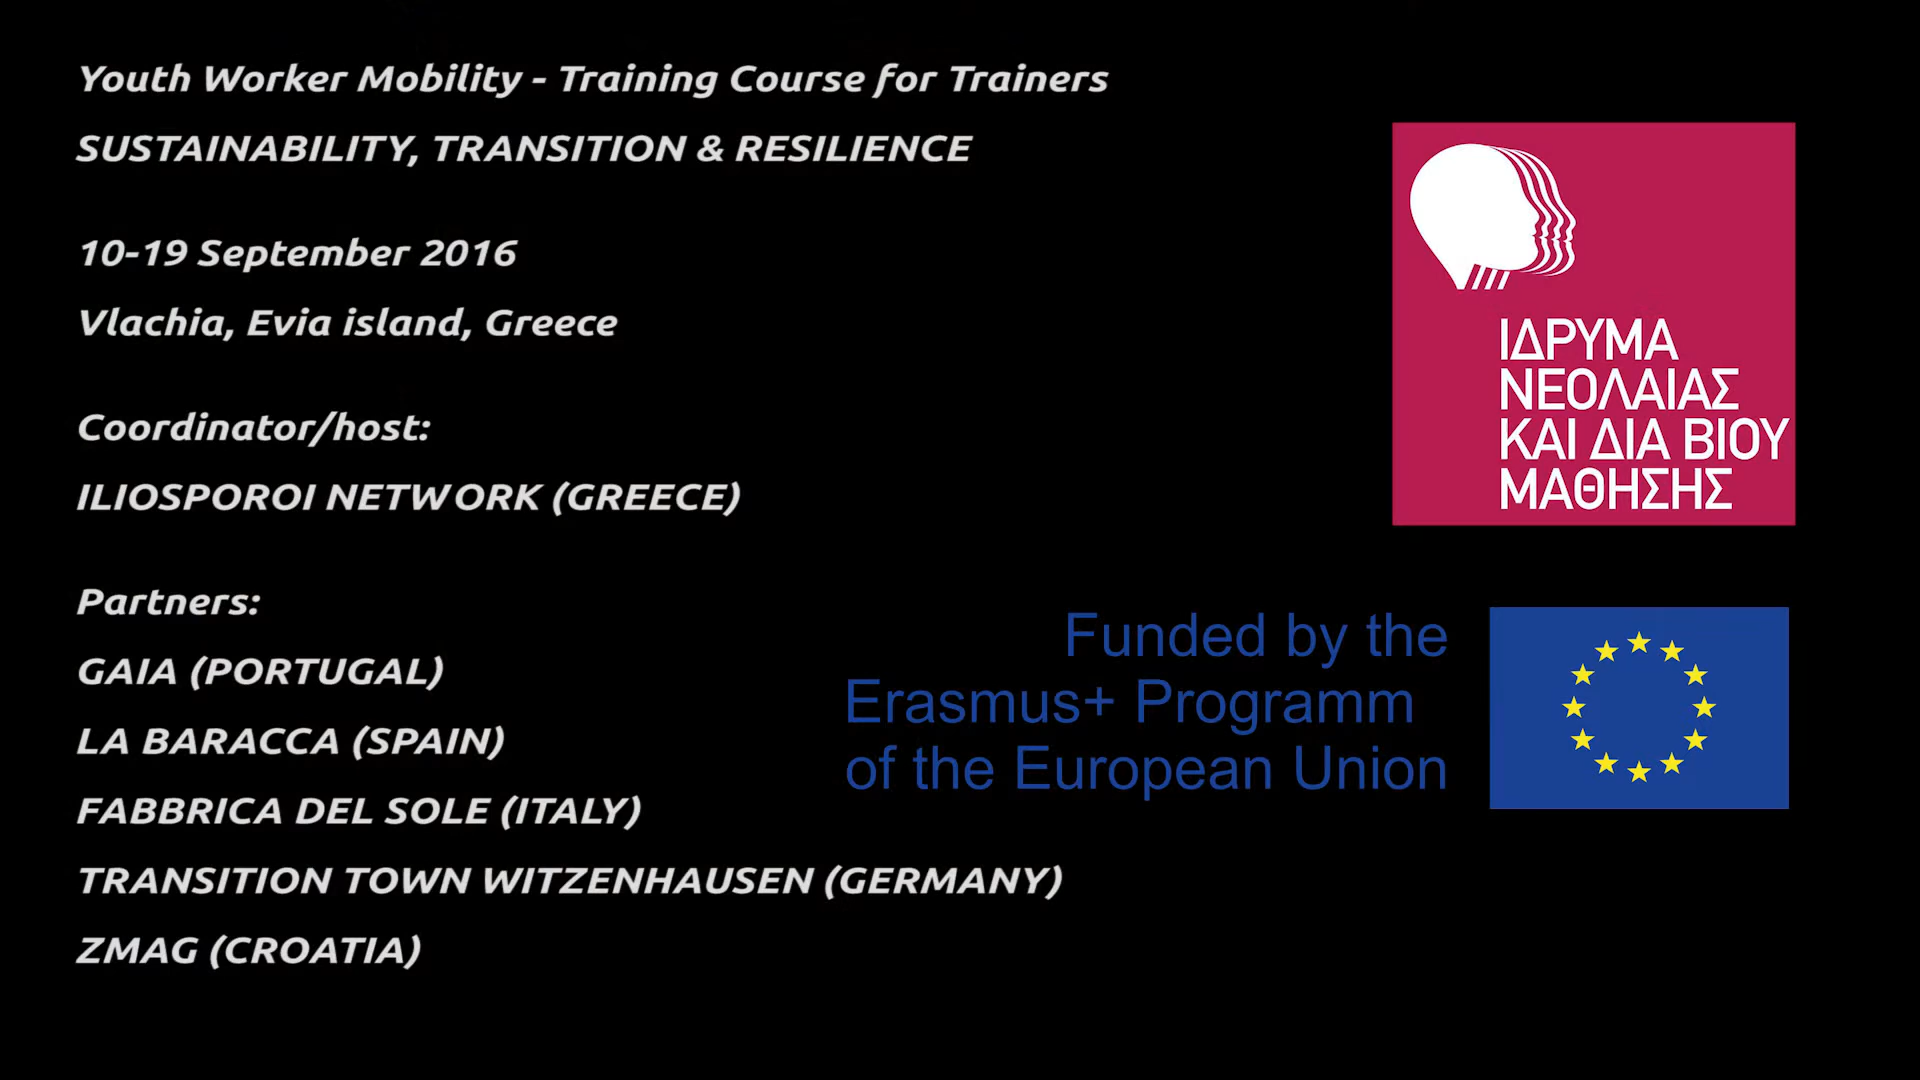 Youth Worker Mobility - Training Course for Trainers
SUSTAINABILITY, TRANSITION & RESILIENCE
10-19 September 2016
Vlachia, Evia island, Greece
Coordinator/host:
ILIOSPOROI NETWORK (GREECE)
Partners:
GAIA (PORTUGAL)
LA BARACCA (SPAIN)
FABBRICA DEL SOLE (ITALY)
TRANSITION TOWN WITZENHAUSEN (GERMANY)
ZMAG (CROATIA)
ΙΔΡΥΜΑ
ΝΕΟΛΑΙΑΣ
ΚΑΙ ΔΙΑ ΒΙΟΥ
ΜΑΘΗΣΗΣ
Funded by the
Erasmus+ Programm
of the European Union